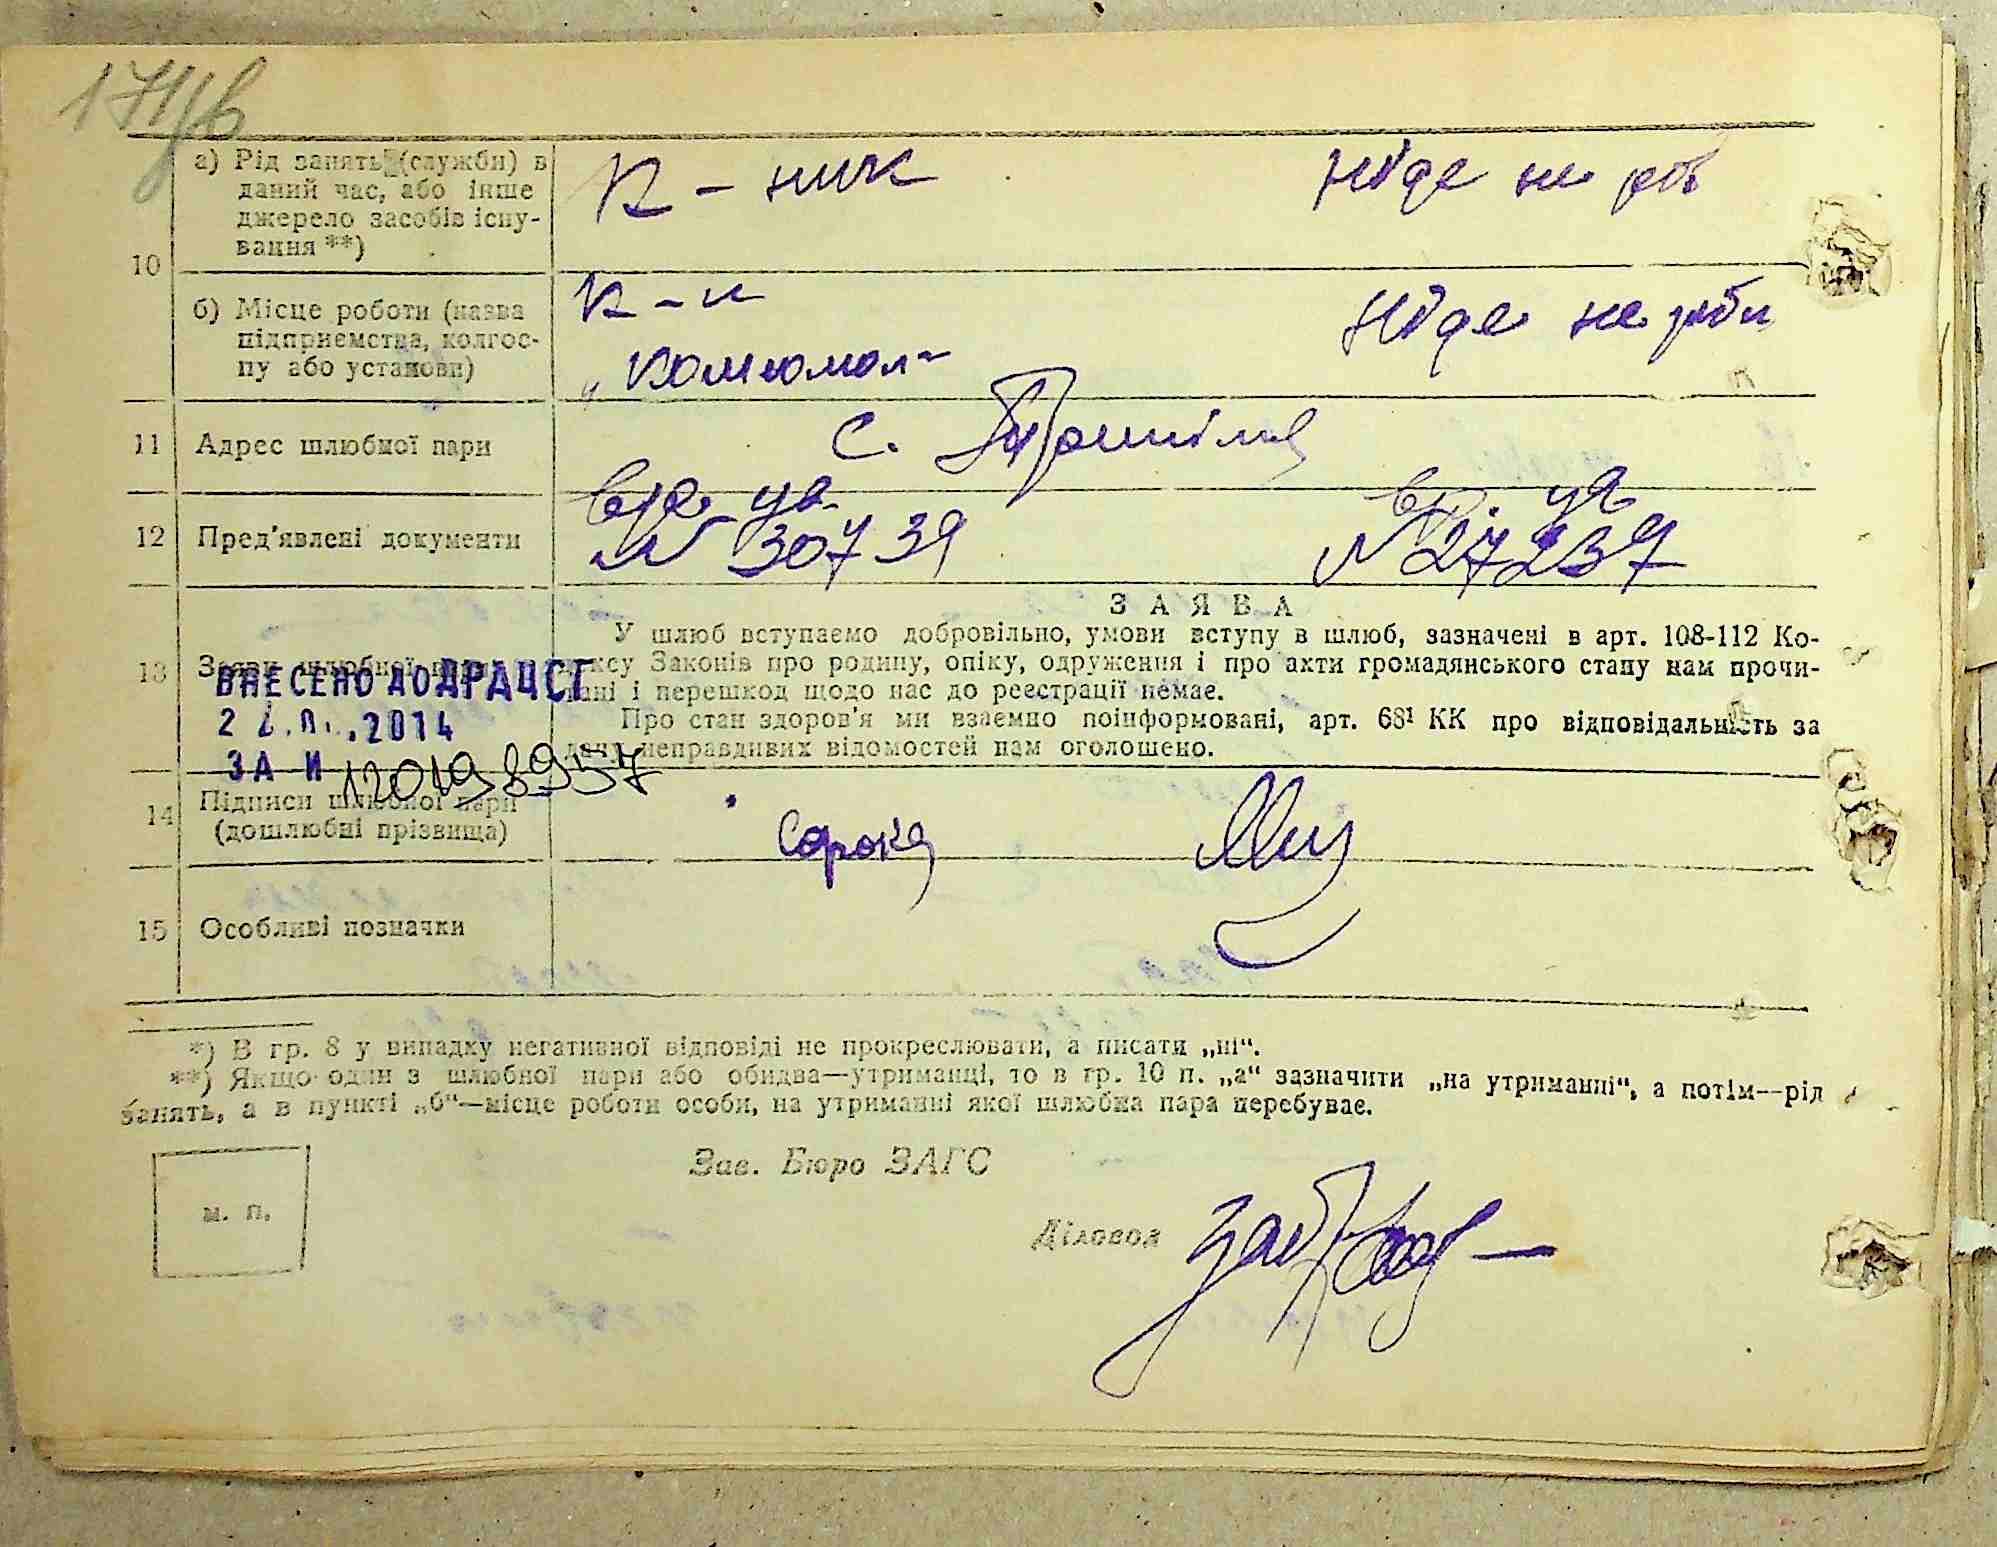 а) Рід занять (служби) в
даний час, або інше
джерело засобів існу-
вання **)
К - ник
Ніде не роб
10
б) Місце роботи (назва
підприємства, колгос-
пу або установи)
К-п
„Комсомол"
Ніде не роби
11 Адрес шлюбної пари
с.
12 Пред'явлені документи
№ 30739
№ 27237
ЗАЯВА
13
У шлюб вступаємо добровільно, умови вступу в шлюб, зазначені в арт. 108-112 Ко-
дексу Законів про родину, опіку, одруження і про акти громадянського стану нам прочи-
тані і перешкод щодо нас до реєстрації немає.
Про стан здоров'я ми взаємно поінформовані, арт. 68¹ КК про відповідальність за
дачу неправдивих відомостей нам оголошено.
ВНЕСЕНО ДО ДРАЦСГ
2014
ЗА И 120198957
14 Підписи шлюбної пари
(дошлюбні прізвища)
Сорока
15 Особливі позначки
*) В гр. 8 у випадку негативної відповіді не прокреслювати, а писати „ні“.
**) Якщо один з шлюбної пари або обидва—утриманці, то в гр. 10 п. „а“ зазначити „на утриманні“, а потім—рід
занять, а в пункті „б“—місце роботи особи, на утриманні якої шлюбна пара перебуває.
Зав. Бюро ЗАГС
м. п.
Діловод